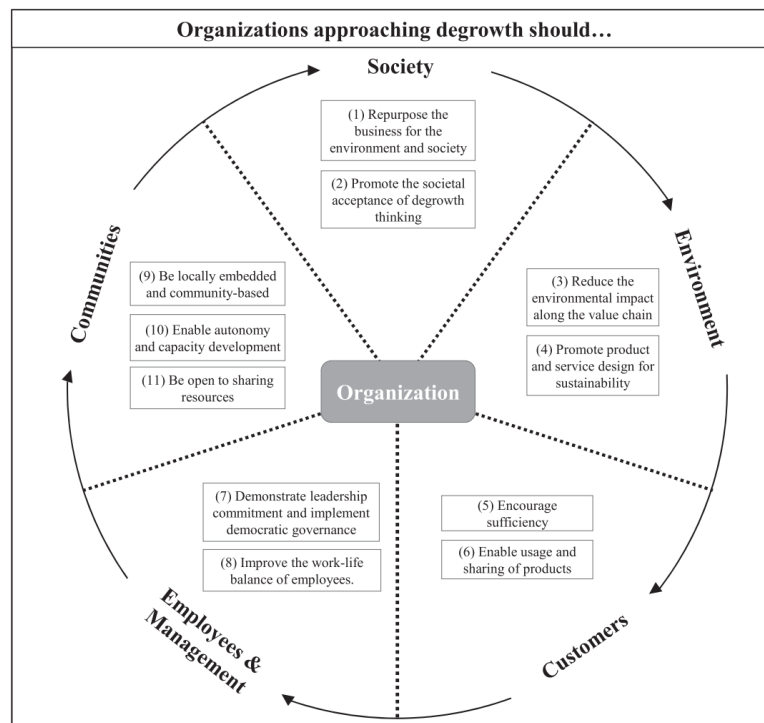 Organizations approaching degrowth should…
Society
(1) Repurpose the
business for the
environment and society
(2) Promote the societal
acceptance of degrowth
thinking
Environment
(3) Reduce the
environmental impact
along the value chain
(4) Promote product
and service design for
sustainability
Customers
(5) Encourage
sufficiency
(6) Enable usage and
sharing of products
Employees &
Management
(7) Demonstrate leadership
commitment and implement
democratic governance
(8) Improve the work-life
balance of employees.
Communities
(9) Be locally embedded
and community-based
(10) Enable autonomy
and capacity development
(11) Be open to sharing
resources
Organization